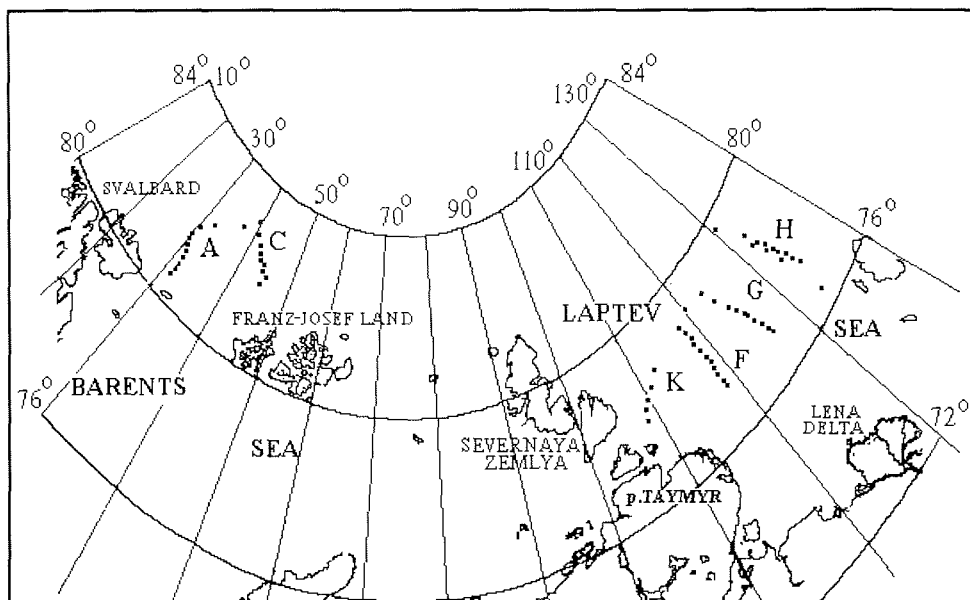 84° 10°
130° 84°
80°
30°
110°
80°
SVALBARD
50°
70°
90°
76°
A
C
H
G
FRANZ-JOSEF LAND
LAPTEV
SEA
F
BARENTS
K
76°
LENA
DELTA
72°
SEA
SEVERNAYA
ZEMLYA
p.TAYMYR